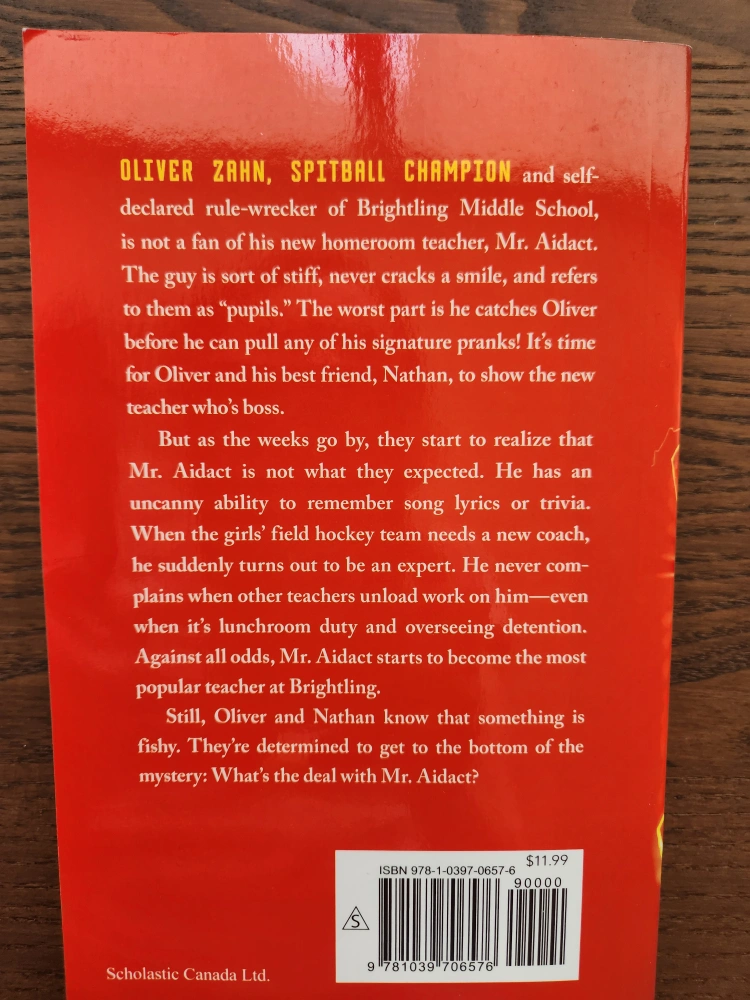 OLIVER ZAHN, SPITBALL CHAMPION and self-
declared rule-wrecker of Brightling Middle School,
is not a fan of his new homeroom teacher, Mr. Aidact.
The guy is sort of stiff, never cracks a smile, and refers
to them as “pupils.” The worst part is he catches Oliver
before he can pull any of his signature pranks! It’s time
for Oliver and his best friend, Nathan, to show the new
teacher who’s boss.
But as the weeks go by, they start to realize that
Mr. Aidact is not what they expected. He has an
uncanny ability to remember song lyrics or trivia.
When the girls’ field hockey team needs a new coach,
he suddenly turns out to be an expert. He never com-
plains when other teachers unload work on him—even
when it’s lunchroom duty and overseeing detention.
Against all odds, Mr. Aidact starts to become the most
popular teacher at Brightling.
Still, Oliver and Nathan know that something is
fishy. They’re determined to get to the bottom of the
mystery: What’s the deal with Mr. Aidact?
$11.99
ISBN 978-1-0397-0657-6
90000
S
9 781039 706576
Scholastic Canada Ltd.